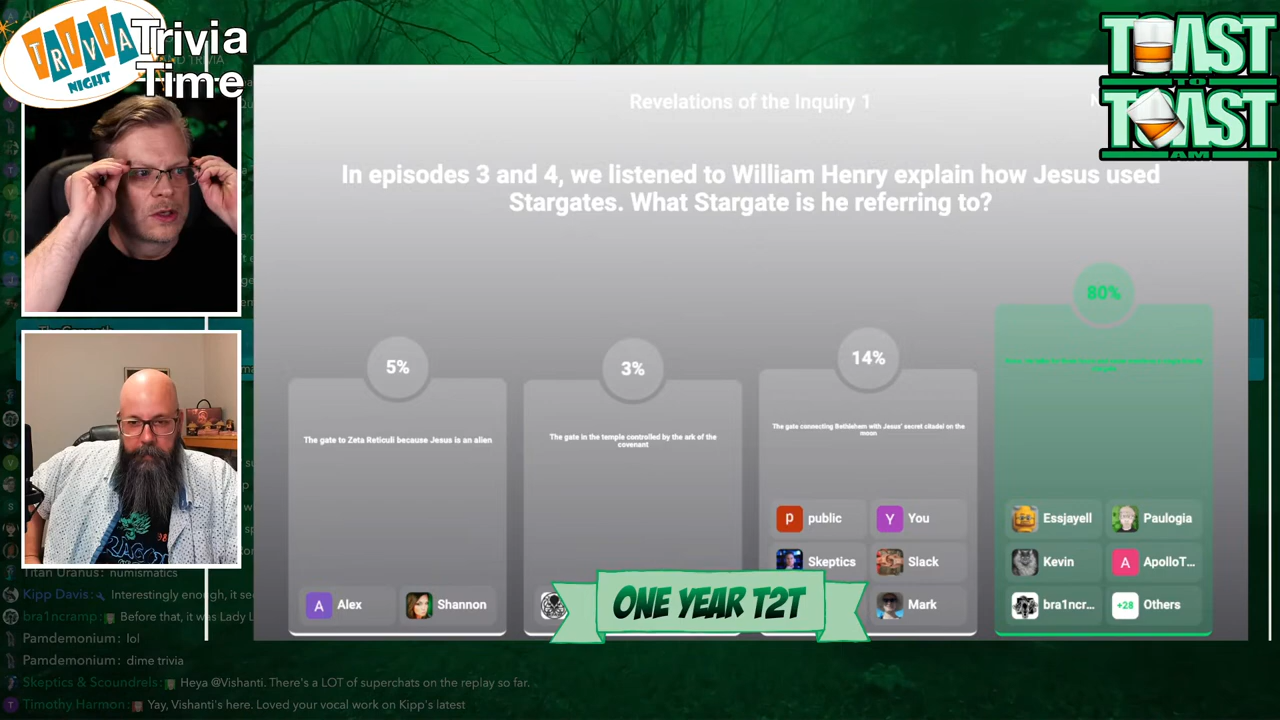 TRIVIA
NIGHT
Trivia
Time
TOAST
TO
TOAST
AM
Revelations of the Inquiry 1
In episodes 3 and 4, we listened to William Henry explain how Jesus used
Stargates. What Stargate is he referring to?
5%
3%
14%
80%
The gate to Zeta Reticuli because Jesus is an alien
The gate in the temple controlled by the ark of the
covenant
The gate connecting Bethlehem with Jesus' secret citadel on the
moon
Alex
Shannon
p public
Y You
Skeptics
Slack
Mark
Essjayell
Paulogia
Kevin
A ApolloT...
bra1ncr...
+28 Others
ONE YEAR T2T
Titan Uranus: numismatics
Kipp Davis: Interestingly enough, it se
bra1ncramp: Before that, it was Lady L
Pamdemonium: lol
Pamdemonium: dime trivia
Skeptics & Scoundrels: Heya @Vishanti. There's a LOT of superchats on the replay so far.
Timothy Harmon: Yay, Vishanti's here. Loved your vocal work on Kipp's latest